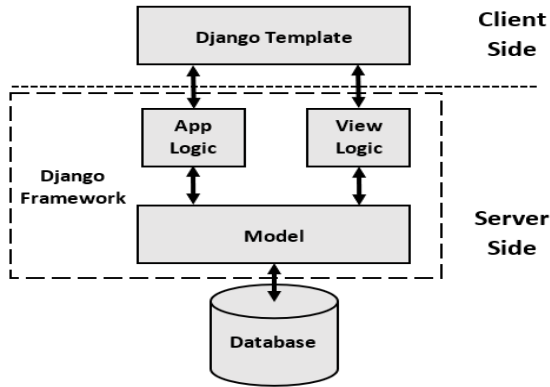 Django Template
Client
Side
App
Logic
View
Logic
Django
Framework
Model
Server
Side
Database